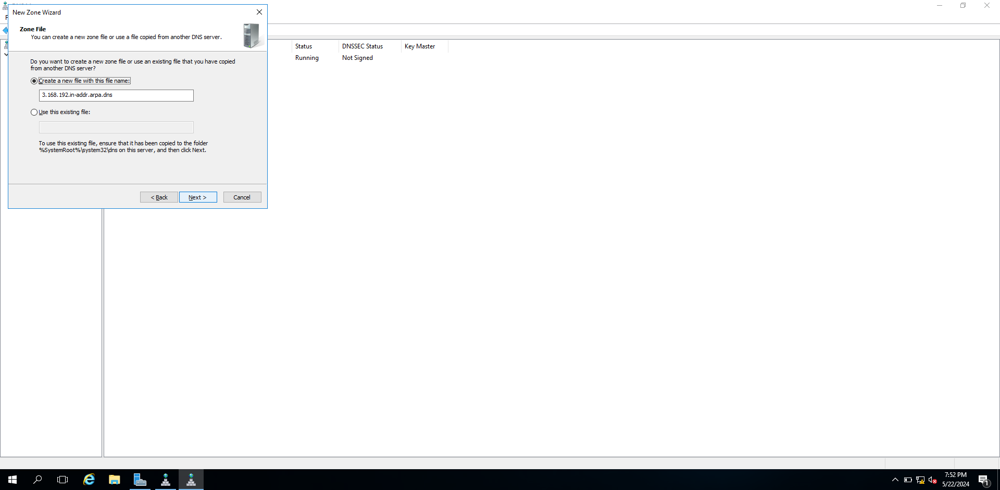 New Zone Wizard
Zone File
You can create a new zone file or use a file copied from another DNS server.
Do you want to create a new zone file or use an existing file that you have copied
from another DNS server?
Create a new file with this file name:
3.168.192.in-addr.arpa.dns
Use this existing file:
To use this existing file, ensure that it has been copied to the folder
%SystemRoot%\system32\dns on this server, and then click Next.
< Back
Next >
Cancel
Status
DNSSEC Status
Key Master
Running
Not Signed
7:52 PM
5/22/2024
1